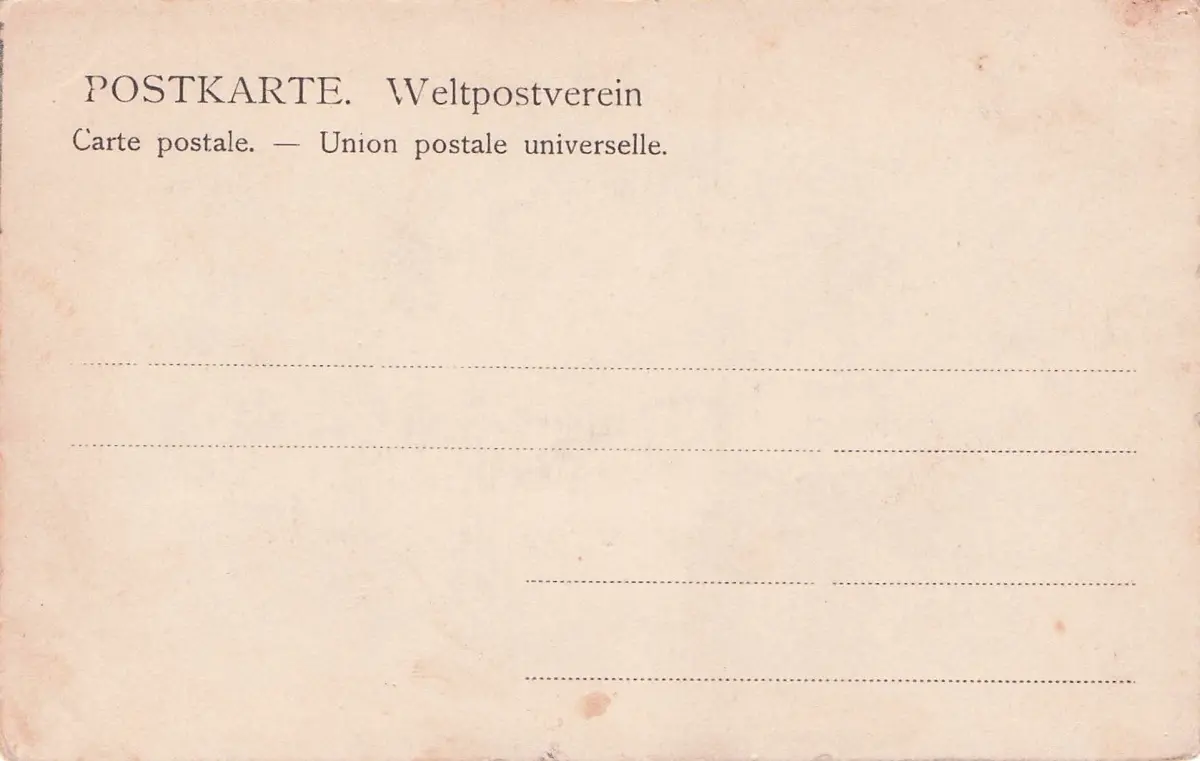 POSTKARTE. Weltpostverein
Carte postale. — Union postale universelle.